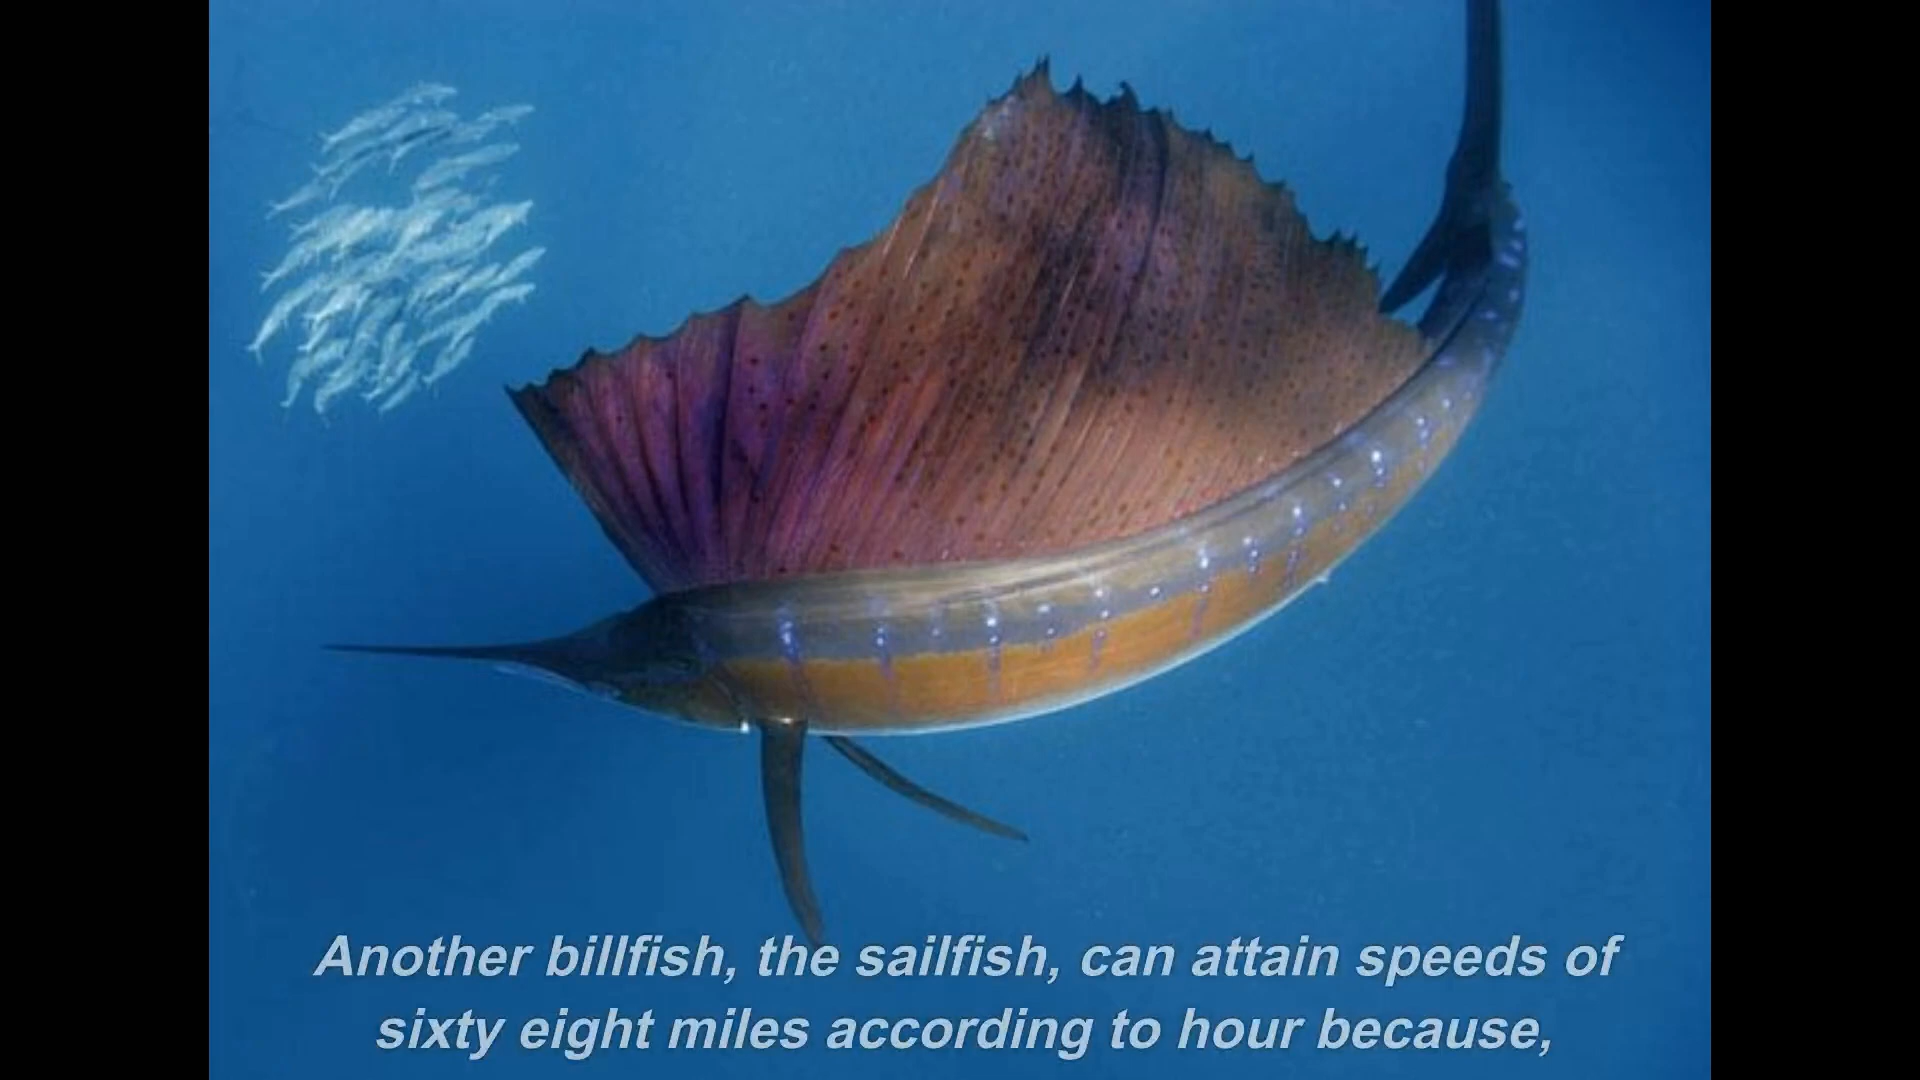 Another billfish, the sailfish, can attain speeds of
sixty eight miles according to hour because,